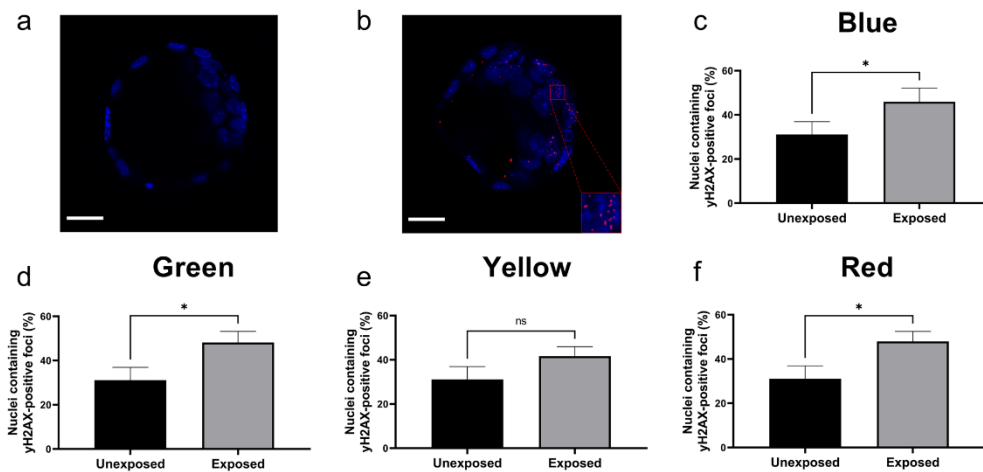 a
b
c
Blue
Nuclei containing
yH2AX-positive foci (%)
60
40
20
0
*
Unexposed
Exposed
d
Green
Nuclei containing
yH2AX-positive foci (%)
60
40
20
0
*
Unexposed
Exposed
e
Yellow
Nuclei containing
yH2AX-positive foci (%)
60
40
20
0
ns
Unexposed
Exposed
f
Red
Nuclei containing
yH2AX-positive foci (%)
60
40
20
0
*
Unexposed
Exposed